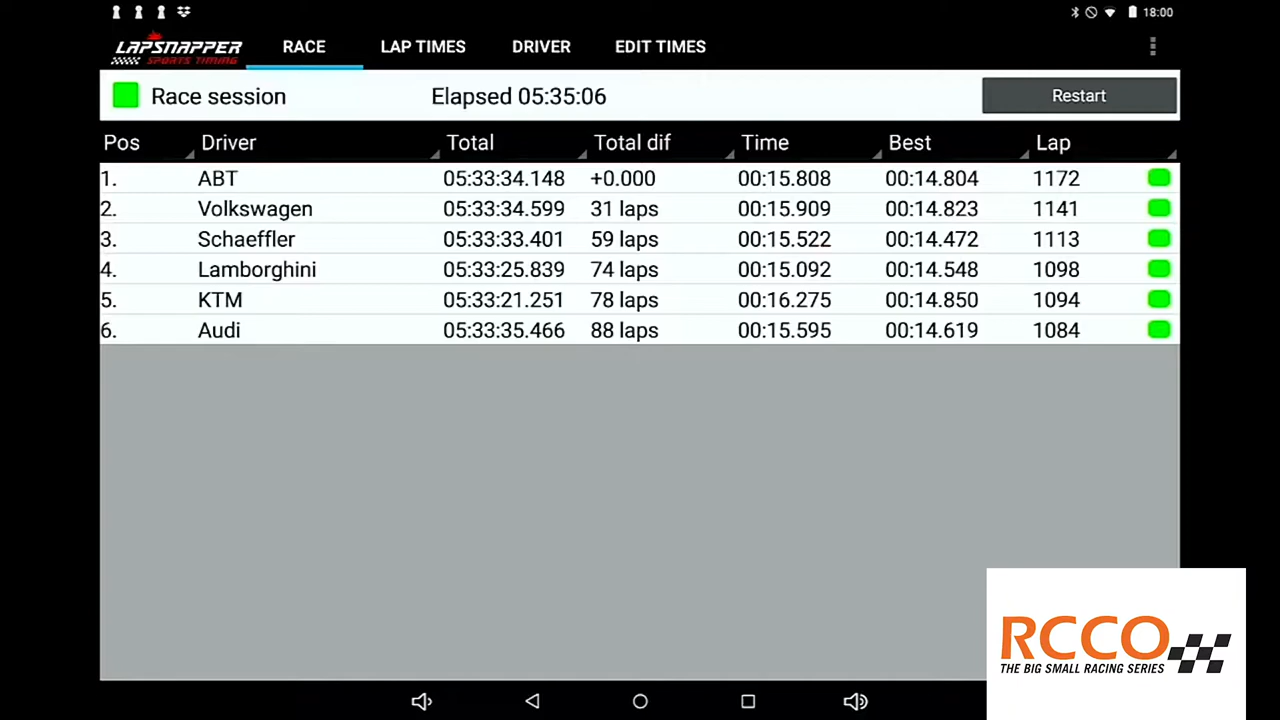 18:00
LAPSNAPPER RACE LAP TIMES DRIVER EDIT TIMES
SPORTS TIMING
Race session Elapsed 05:35:06 Restart
Pos Driver Total Total dif Time Best Lap
1. ABT 05:33:34.148 +0.000 00:15.808 00:14.804 1172
2. Volkswagen 05:33:34.599 31 laps 00:15.909 00:14.823 1141
3. Schaeffler 05:33:33.401 59 laps 00:15.522 00:14.472 1113
4. Lamborghini 05:33:25.839 74 laps 00:15.092 00:14.548 1098
5. KTM 05:33:21.251 78 laps 00:16.275 00:14.850 1094
6. Audi 05:33:35.466 88 laps 00:15.595 00:14.619 1084
RCCO
THE BIG SMALL RACING SERIES